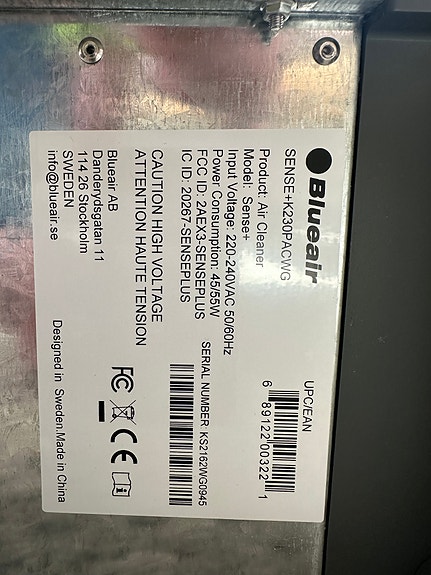 Blueair
SENSE+K230PACWG
UPC/EAN
6 89122 00322 1
Product: Air Cleaner
Model: Sense+
Input Voltage: 220-240VAC 50/60Hz
Power Consumption: 45/55W
FCC ID: 2AEX3-SENSEPLUS
IC ID: 20267-SENSEPLUS
SERIAL NUMBER: KS2162WG0945
CAUTION HIGH VOLTAGE
ATTENTION HAUTE TENSION
FC CE
Blueair AB
Danderydsgatan 11
114 26 Stockholm
SWEDEN
info@blueair.se
Designed in Sweden.Made in China